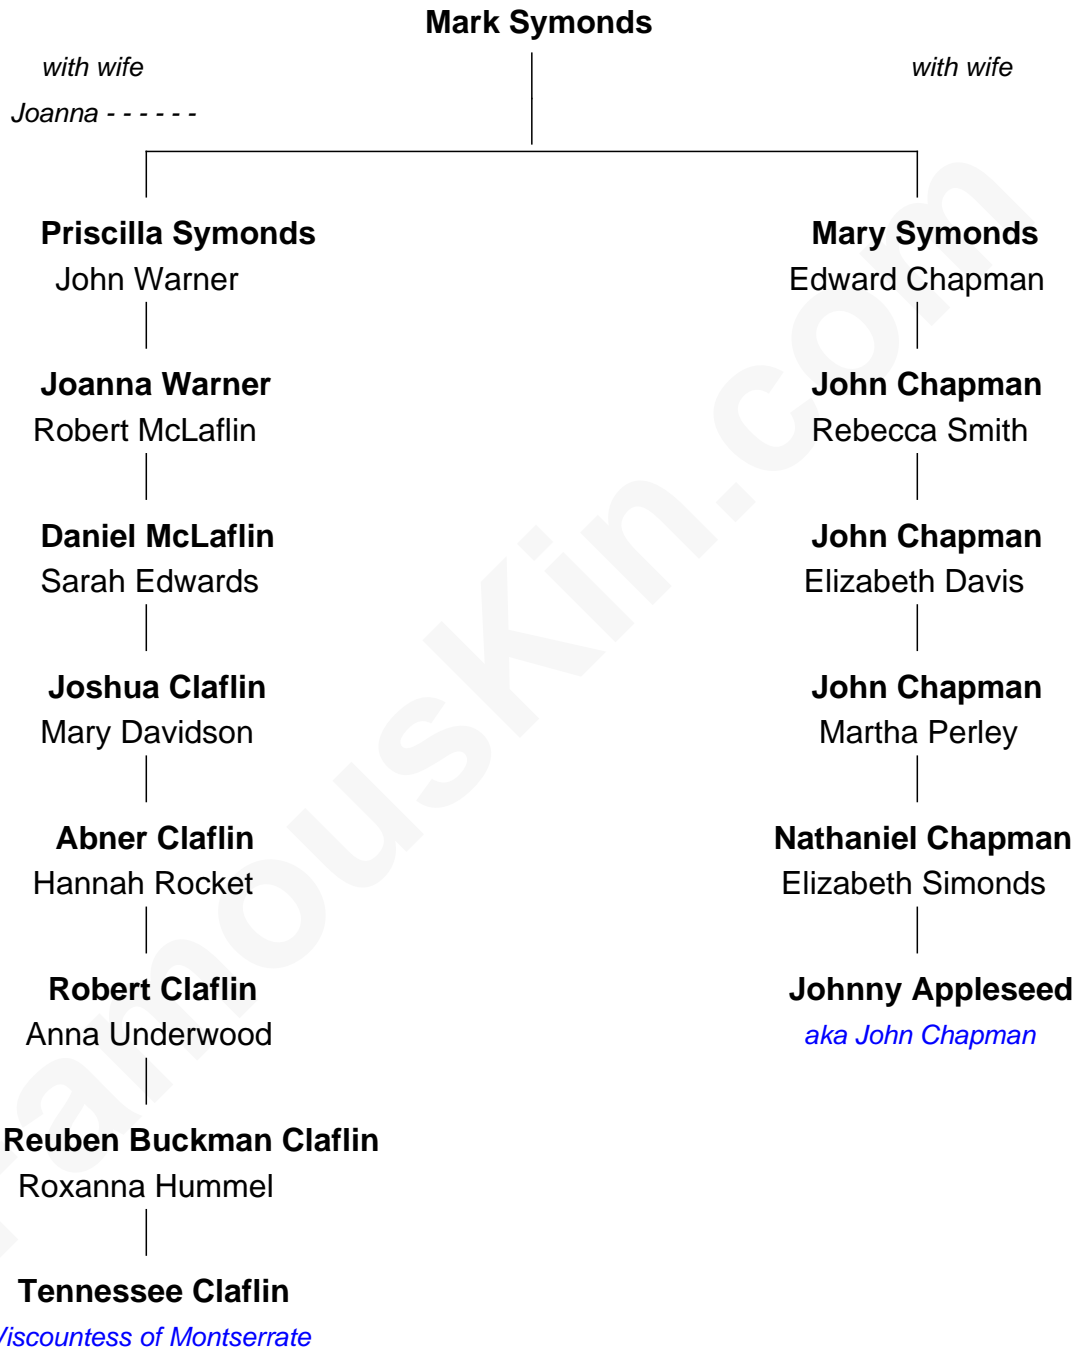 Mark Symonds
with wife
with wife
Joanna - - - - - -
Priscilla Symonds
Mary Symonds
John Warner
Edward Chapman
Joanna Warner
John Chapman
Robert McLaflin
Rebecca Smith
Daniel McLaflin
John Chapman
Sarah Edwards
Elizabeth Davis
Joshua Claflin
John Chapman
Mary Davidson
Martha Perley
Abner Claflin
Nathaniel Chapman
Hannah Rocket
Elizabeth Simonds
Robert Claflin
Johnny Appleseed
Anna Underwood
aka John Chapman
Reuben Buckman Claflin
Roxanna Hummel
Tennessee Claflin
Viscountess of Montserrate
FamousKin.com